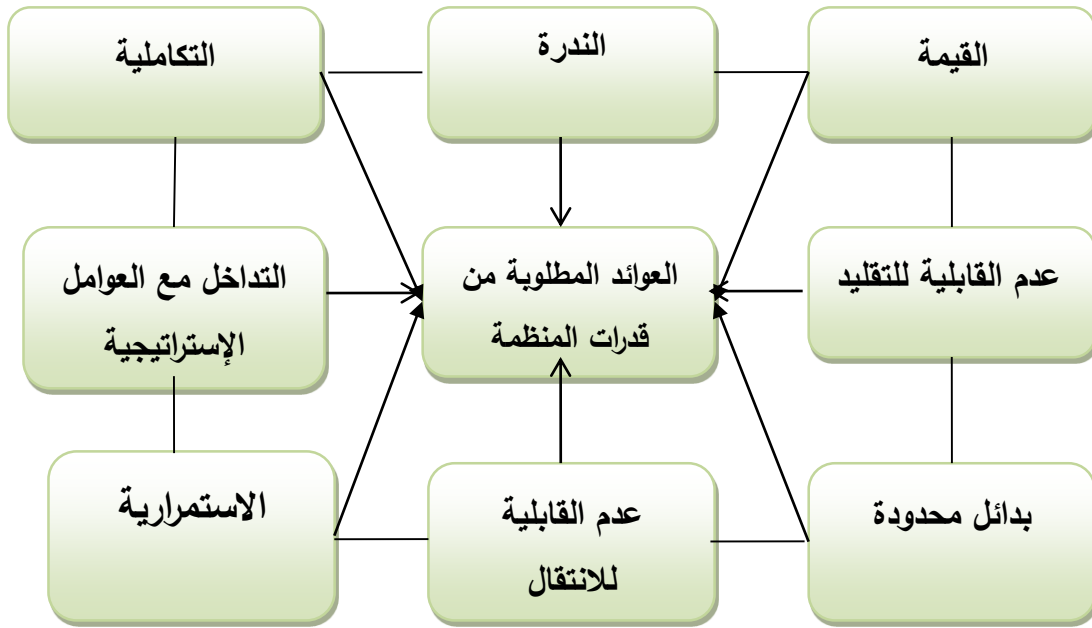 القيمة
الندرة
التكاملية
عدم القابلية للتقليد
العوائد المطلوبة من
قدرات المنظمة
التداخل مع العوامل
الإستراتيجية
بدائل محدودة
عدم القابلية
للانتقال
الاستمرارية